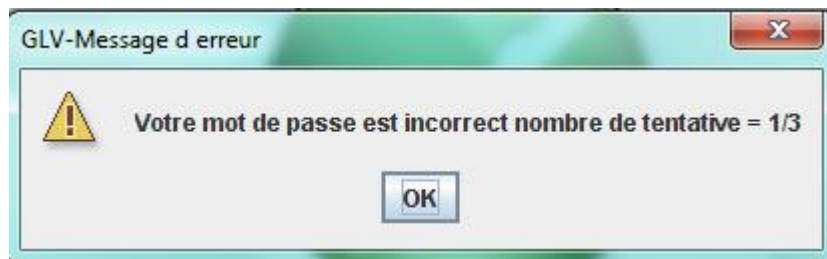 GLV-Message d erreur
Votre mot de passe est incorrect nombre de tentative = 1/3
OK